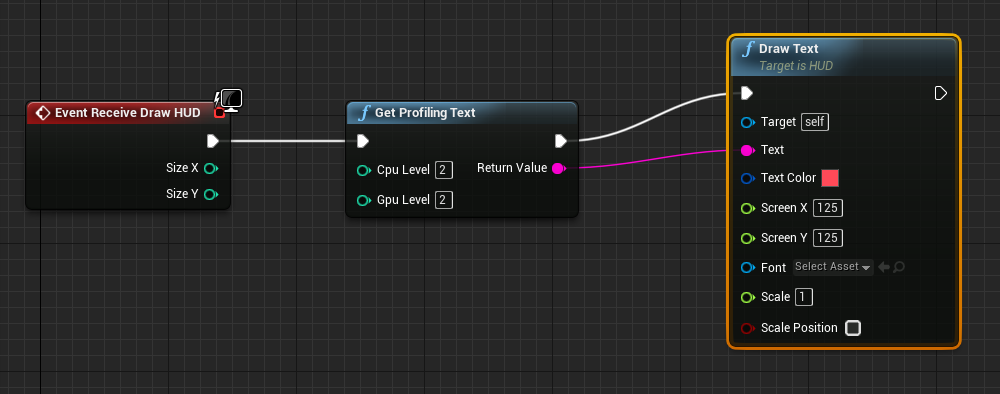 Event Receive Draw HUD
Size X
Size Y
f Get Profiling Text
Cpu Level 2
Return Value
Gpu Level 2
f Draw Text
Target is HUD
Target self
Text
Text Color
Screen X 125
Screen Y 125
Font Select Asset
Scale 1
Scale Position